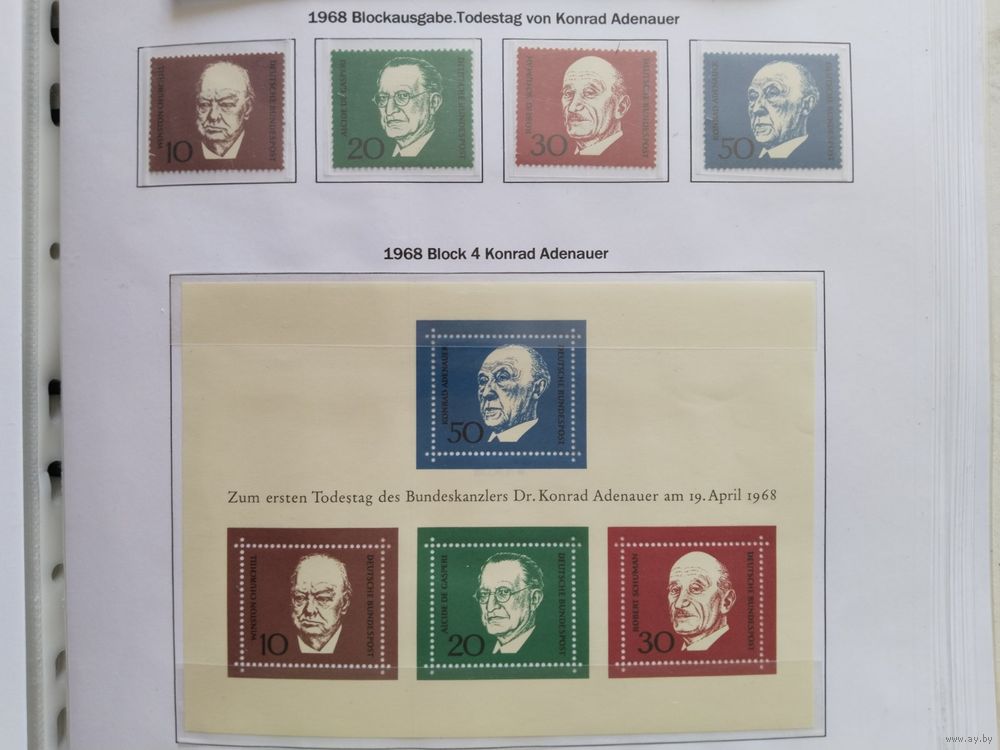 1968 Blockausgabe.Todestag von Konrad Adenauer
WINSTON CHURCHILL
10
DEUTSCHE BUNDESPOST
ALCIDE DE GASPERI
20
DEUTSCHE BUNDESPOST
ROBERT SCHUMAN
30
DEUTSCHE BUNDESPOST
KONRAD ADENAUER
50
DEUTSCHE BUNDESPOST
1968 Block 4 Konrad Adenauer
KONRAD ADENAUER
50
DEUTSCHE BUNDESPOST
Zum ersten Todestag des Bundeskanzlers Dr. Konrad Adenauer am 19. April 1968
WINSTON CHURCHILL
10
DEUTSCHE BUNDESPOST
ALCIDE DE GASPERI
20
DEUTSCHE BUNDESPOST
ROBERT SCHUMAN
30
DEUTSCHE BUNDESPOST
www.ay.by